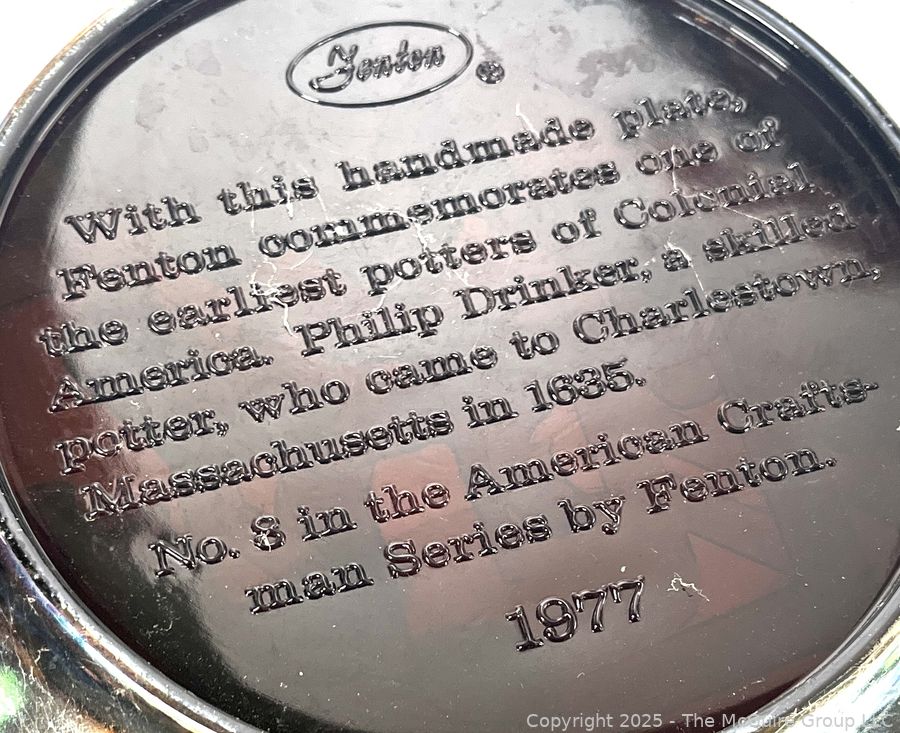 Fenton ®
With this handmade plate,
Fenton commemorates one of
the earliest potters of Colonial
America. Philip Drinker, a skilled
potter, who came to Charlestown,
Massachusetts in 1635.
No. 8 in the American Crafts-
man Series by Fenton.
1977
Copyright 2025 - The McGuire Group LLC